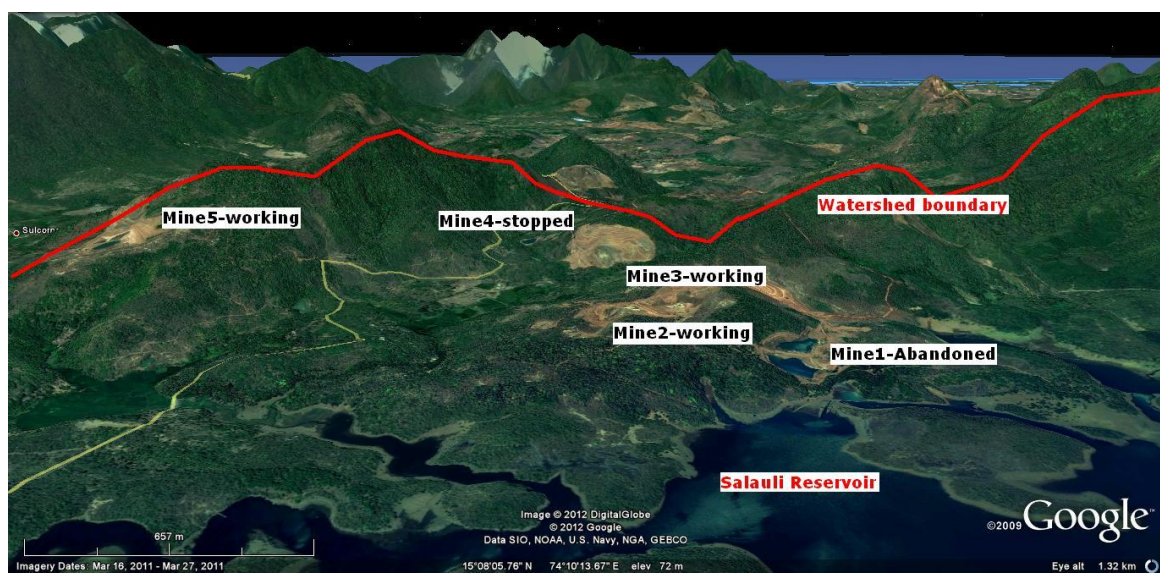 Mine5-working
Mine4-stopped
Watershed boundary
Sulcorn
Mine3-working
Mine2-working
Mine1-Abandoned
Salauli Reservoir
Image © 2012 DigitalGlobe
© 2012 Google
Data SIO, NOAA, U.S. Navy, NGA, GEBCO
©2009 Google™
657 m
Imagery Dates: Mar 16, 2011 - Mar 27, 2011
15°08'05.76" N 74°10'13.67" E elev 72 m
Eye alt 1.32 km